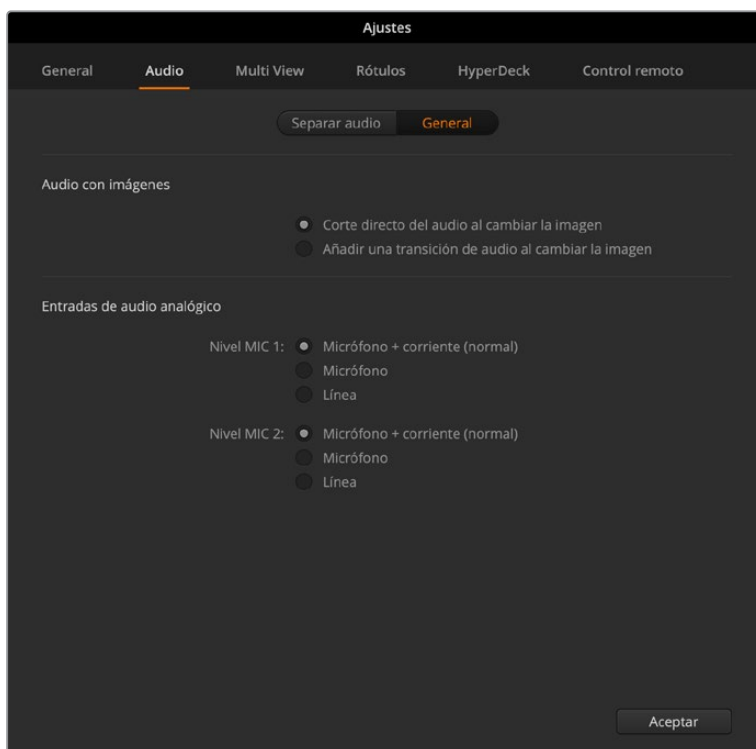 Ajustes
General Audio Multi View Rótulos HyperDeck Control remoto
Separar audio General
Audio con imágenes
Corte directo del audio al cambiar la imagen
Añadir una transición de audio al cambiar la imagen
Entradas de audio analógico
Nivel MIC 1: Micrófono + corriente (normal)
Micrófono
Línea
Nivel MIC 2: Micrófono + corriente (normal)
Micrófono
Línea
Aceptar